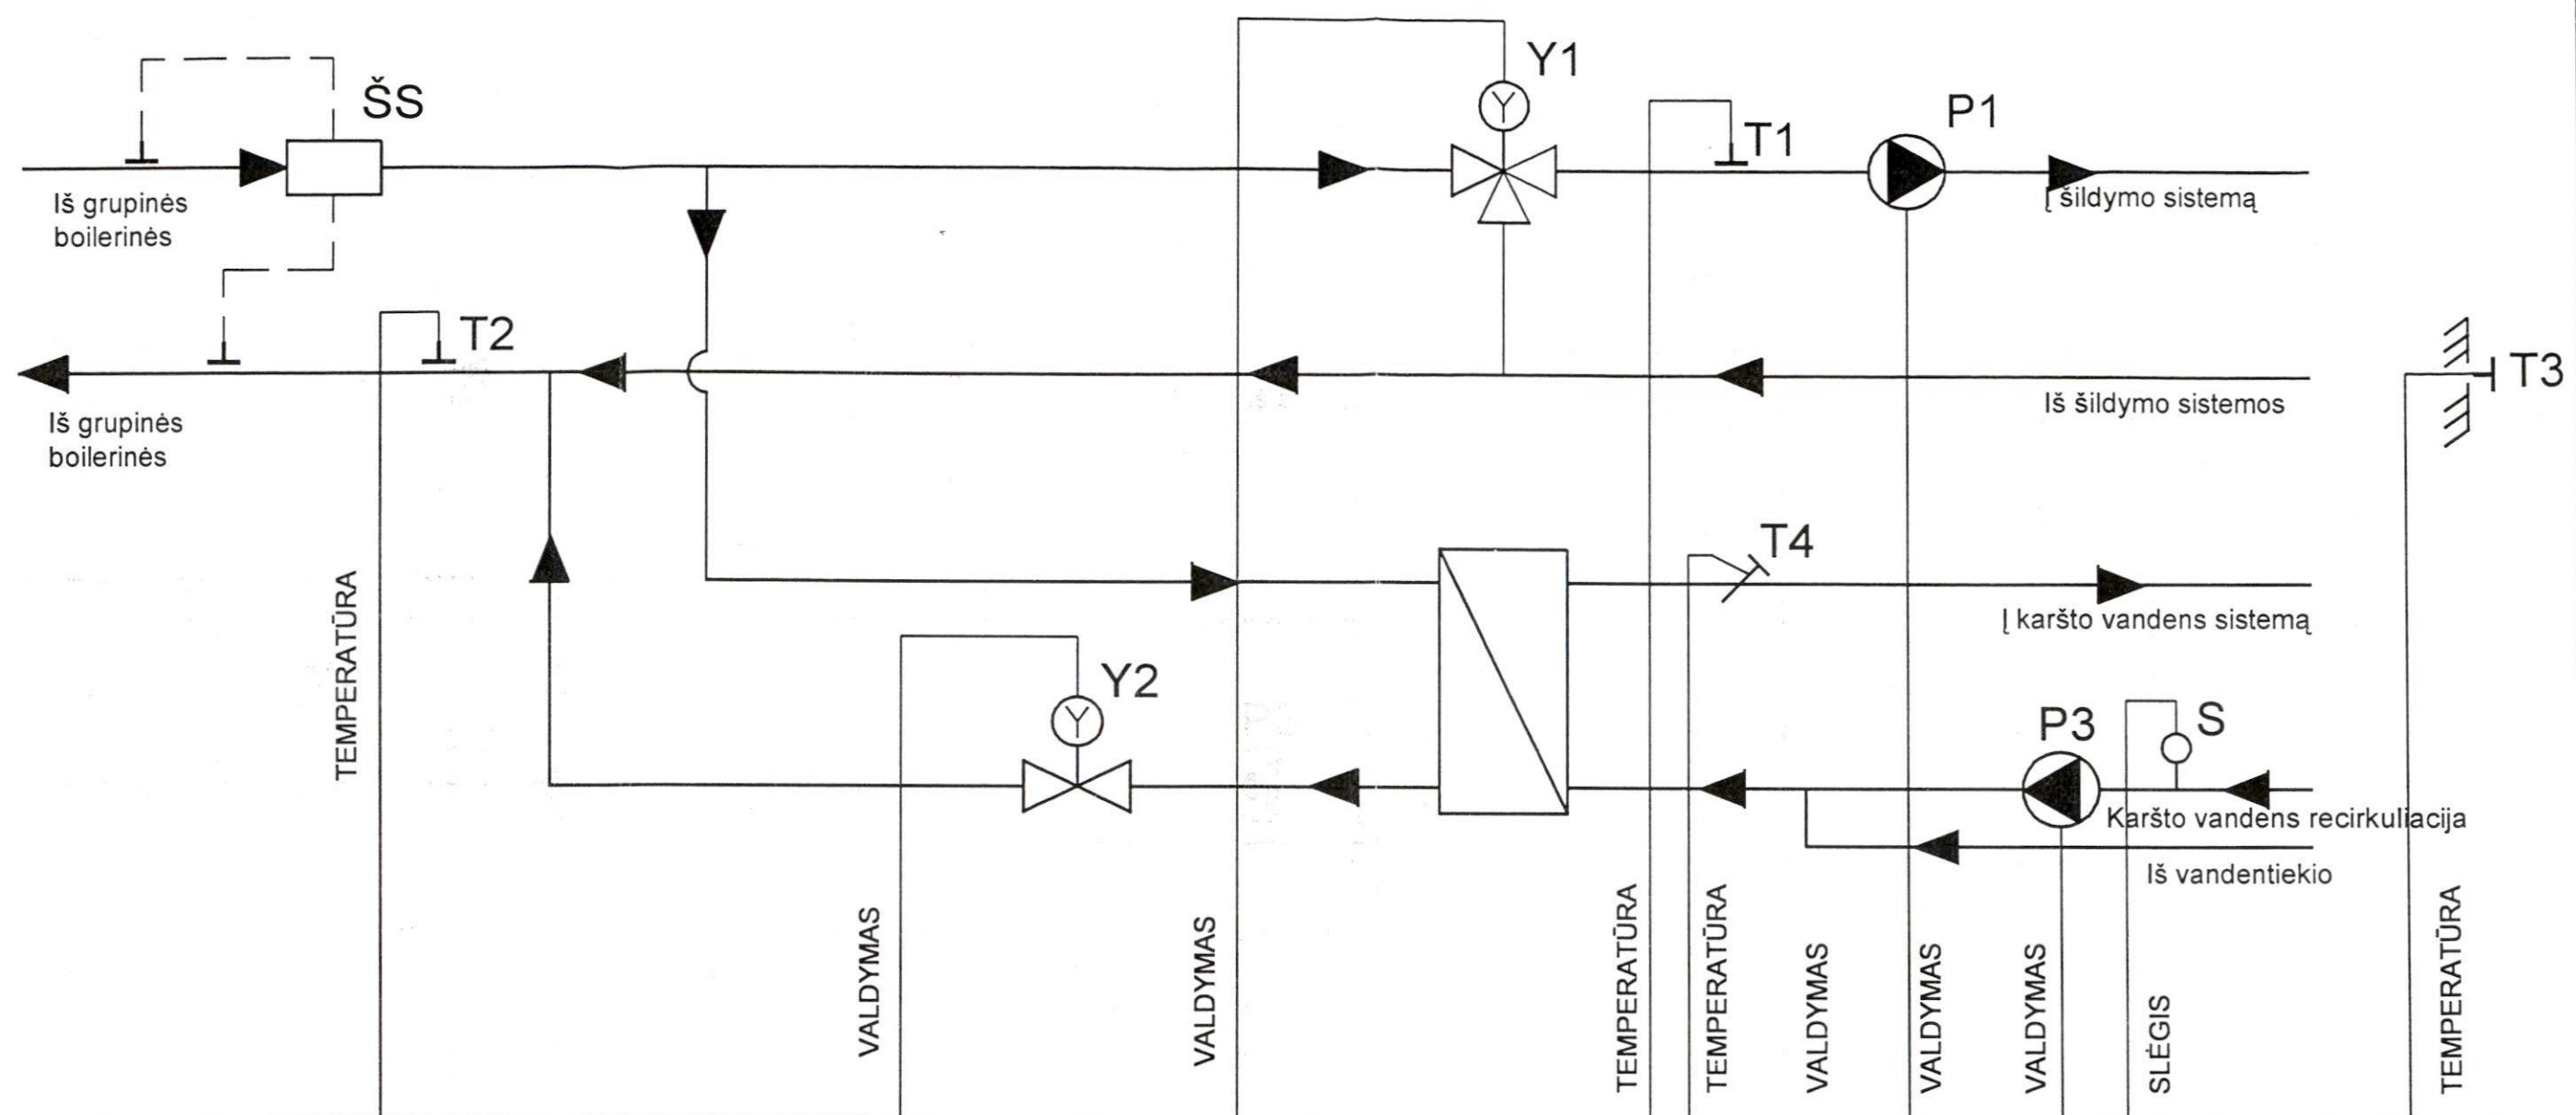 Y1
ŠS
P1
T1
Iš grupinės
boilerinės
Į šildymo sistemą
T2
T3
Iš šildymo sistemos
Iš grupinės
boilerinės
T4
Į karšto vandens sistemą
TEMPERATŪRA
Y2
P3
S
Karšto vandens recirkuliacija
Iš vandentiekio
VALDYMAS
VALDYMAS
TEMPERATŪRA
TEMPERATŪRA
VALDYMAS
VALDYMAS
VALDYMAS
SLĖGIS
TEMPERATŪRA
Y
Y